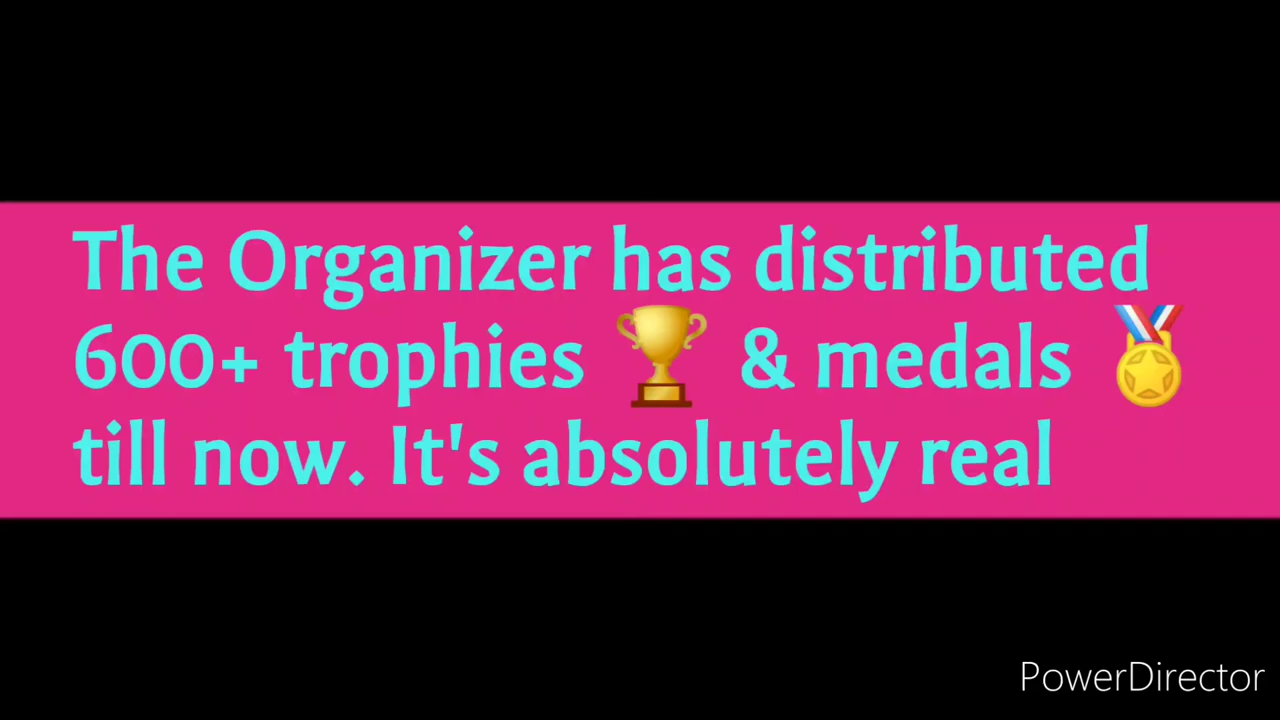 The Organizer has distributed
600+ trophies 🏆 & medals 🏅
till now. It's absolutely real
PowerDirector